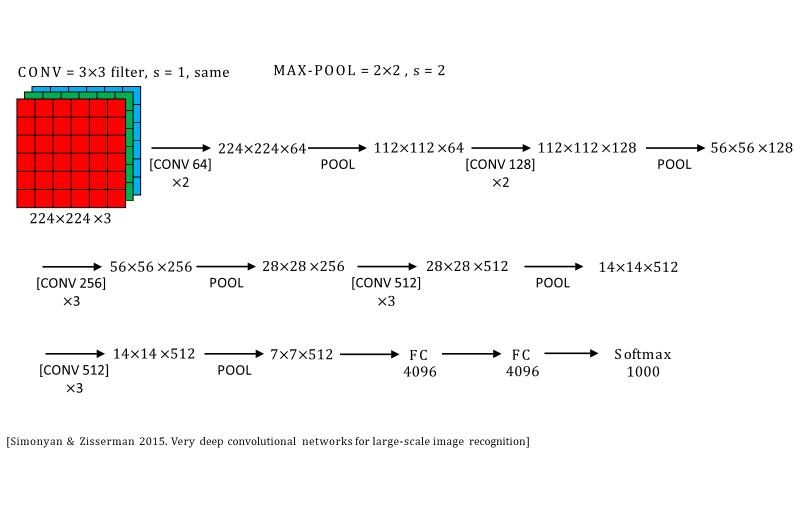 CONV = 3×3 filter, s = 1, same
MAX-POOL = 2×2 , s = 2
224×224×64
112×112×64
112×112×128
56×56×128
[CONV 64]
POOL
[CONV 128]
POOL
×2
×2
224×224×3
56×56×256
28×28×256
28×28×512
14×14×512
[CONV 256]
POOL
[CONV 512]
POOL
×3
×3
14×14×512
7×7×512
FC
FC
Softmax
[CONV 512]
POOL
4096
4096
1000
×3
[Simonyan & Zisserman 2015. Very deep convolutional networks for large-scale image recognition]